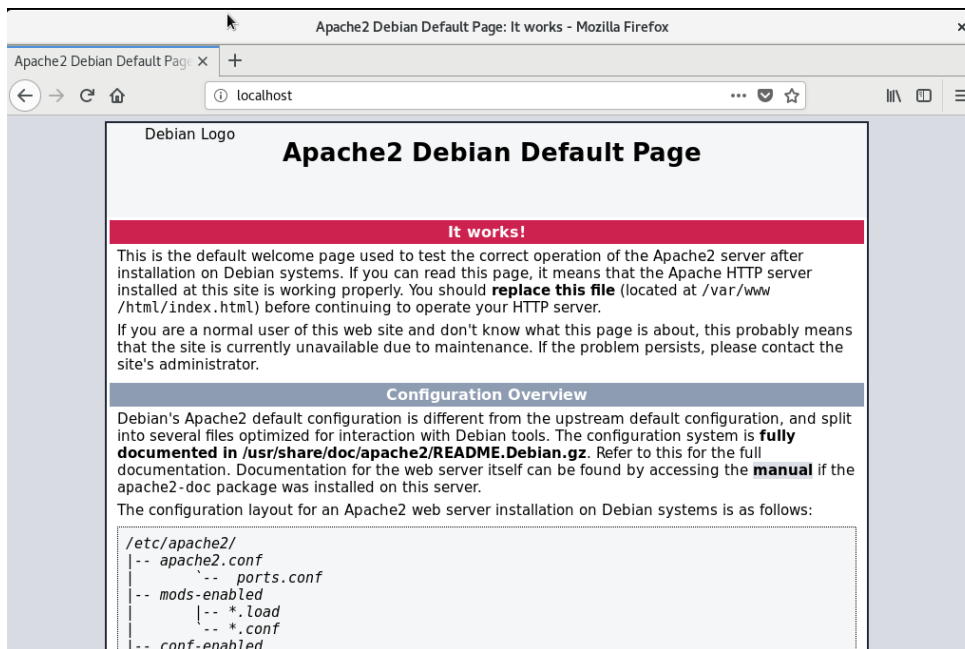 Apache2 Debian Default Page: It works - Mozilla Firefox
Apache2 Debian Default Page
localhost
Debian Logo
Apache2 Debian Default Page
It works!
This is the default welcome page used to test the correct operation of the Apache2 server after
installation on Debian systems. If you can read this page, it means that the Apache HTTP server
installed at this site is working properly. You should replace this file (located at /var/www
/html/index.html) before continuing to operate your HTTP server.
If you are a normal user of this web site and don't know what this page is about, this probably means
that the site is currently unavailable due to maintenance. If the problem persists, please contact the
site's administrator.
Configuration Overview
Debian's Apache2 default configuration is different from the upstream default configuration, and split
into several files optimized for interaction with Debian tools. The configuration system is fully
documented in /usr/share/doc/apache2/README.Debian.gz. Refer to this for the full
documentation. Documentation for the web server itself can be found by accessing the manual if the
apache2-doc package was installed on this server.
The configuration layout for an Apache2 web server installation on Debian systems is as follows:
/etc/apache2/
|-- apache2.conf
|       `--  ports.conf
|-- mods-enabled
|       |-- *.load
|       `-- *.conf
|-- conf-enabled